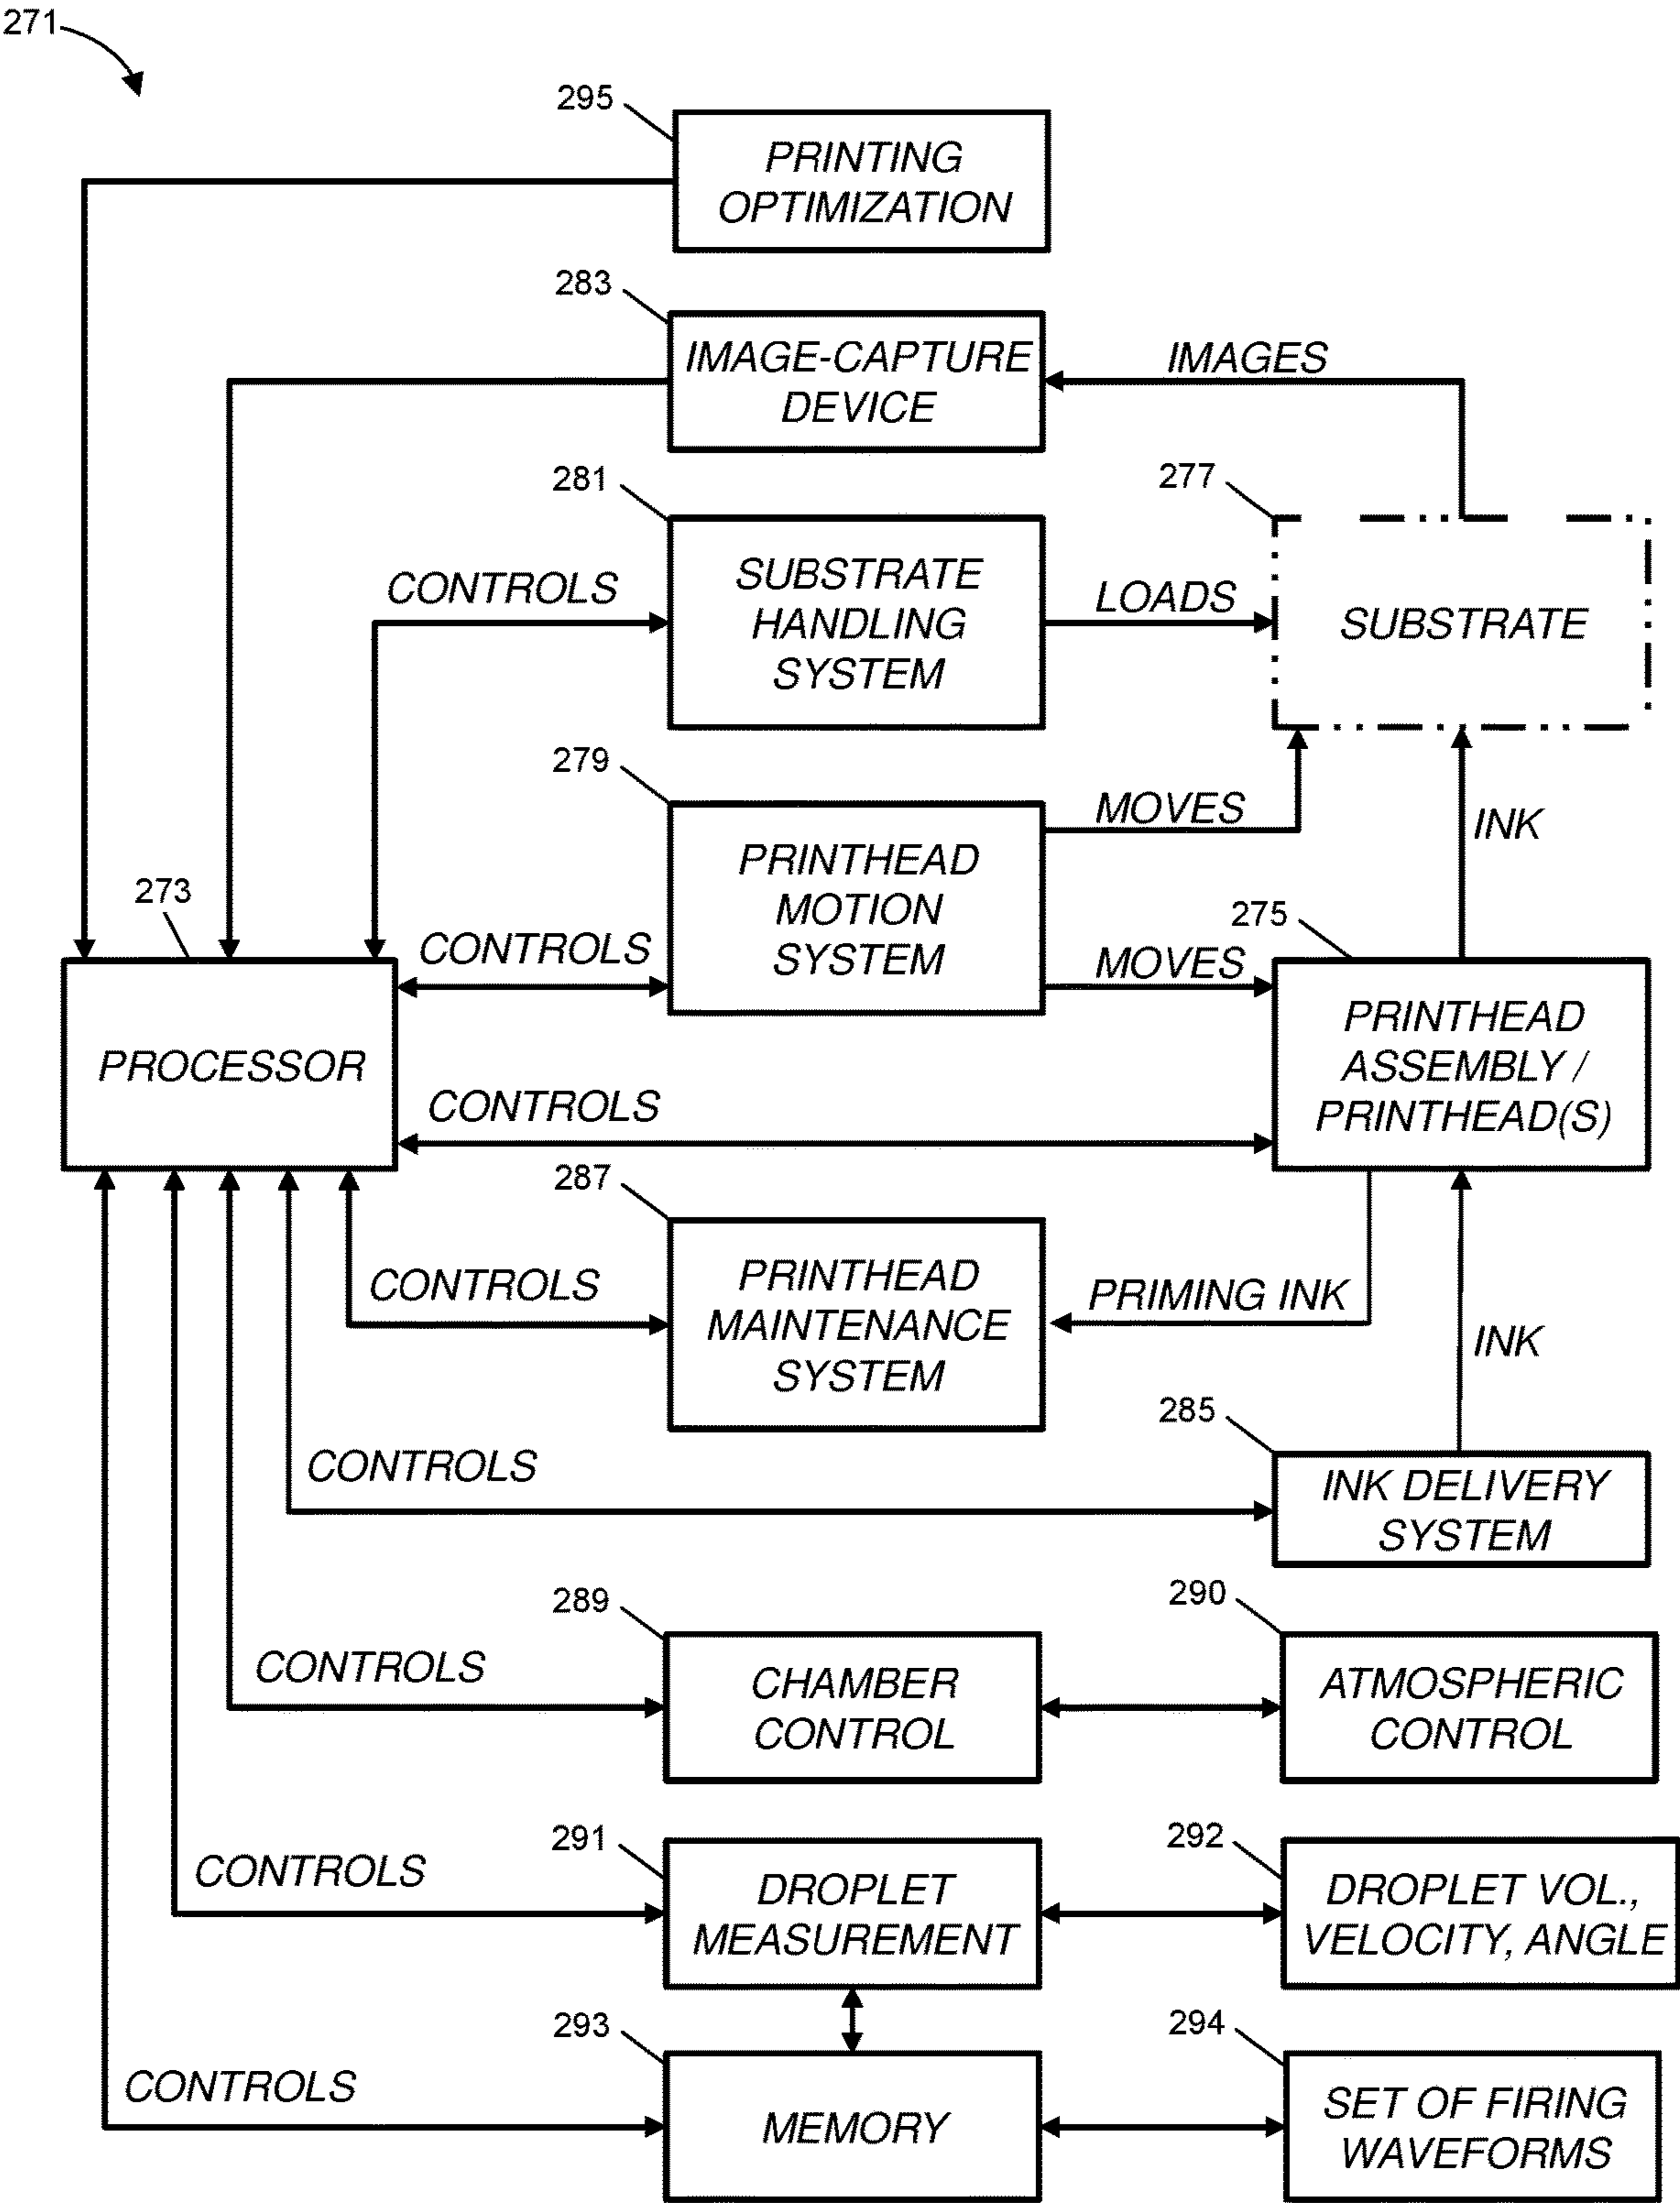 271
295
PRINTING
OPTIMIZATION
283
IMAGE-CAPTURE
DEVICE
IMAGES
281
277
SUBSTRATE
HANDLING
SYSTEM
CONTROLS
LOADS
SUBSTRATE
279
MOVES
INK
PRINTHEAD
MOTION
SYSTEM
273
275
CONTROLS
MOVES
PROCESSOR
PRINTHEAD
ASSEMBLY /
PRINTHEAD(S)
CONTROLS
287
PRINTHEAD
MAINTENANCE
SYSTEM
CONTROLS
PRIMING INK
INK
285
CONTROLS
INK DELIVERY
SYSTEM
289
290
CONTROLS
CHAMBER
CONTROL
ATMOSPHERIC
CONTROL
291
292
CONTROLS
DROPLET
MEASUREMENT
DROPLET VOL.,
VELOCITY, ANGLE
293
294
CONTROLS
MEMORY
SET OF FIRING
WAVEFORMS